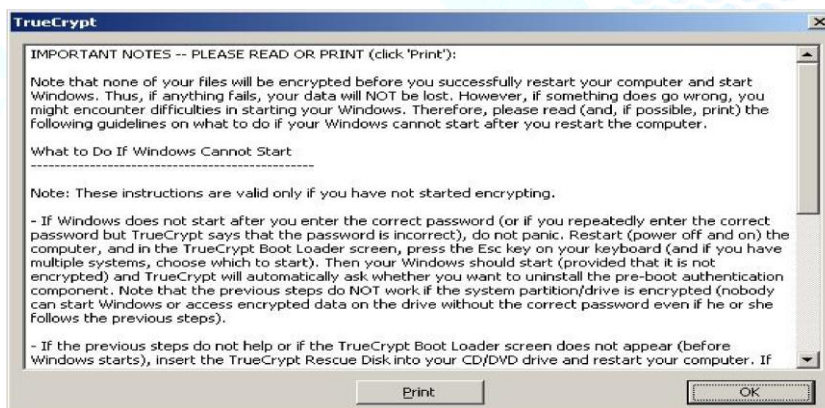 TrueCrypt
IMPORTANT NOTES -- PLEASE READ OR PRINT (click 'Print'):
Note that none of your files will be encrypted before you successfully restart your computer and start
Windows. Thus, if anything fails, your data will NOT be lost. However, if something does go wrong, you
might encounter difficulties in starting your Windows. Therefore, please read (and, if possible, print) the
following guidelines on what to do if your Windows cannot start after you restart the computer.
What to Do If Windows Cannot Start
------------------------------------------------
Note: These instructions are valid only if you have not started encrypting.
- If Windows does not start after you enter the correct password (or if you repeatedly enter the correct
password but TrueCrypt says that the password is incorrect), do not panic. Restart (power off and on) the
computer, and in the TrueCrypt Boot Loader screen, press the Esc key on your keyboard (and if you have
multiple systems, choose which to start). Then your Windows should start (provided that it is not
encrypted) and TrueCrypt will automatically ask whether you want to uninstall the pre-boot authentication
component. Note that the previous steps do NOT work if the system partition/drive is encrypted (nobody
can start Windows or access encrypted data on the drive without the correct password even if he or she
follows the previous steps).
- If the previous steps do not help or if the TrueCrypt Boot Loader screen does not appear (before
Windows starts), insert the TrueCrypt Rescue Disk into your CD/DVD drive and restart your computer. If
Print
OK